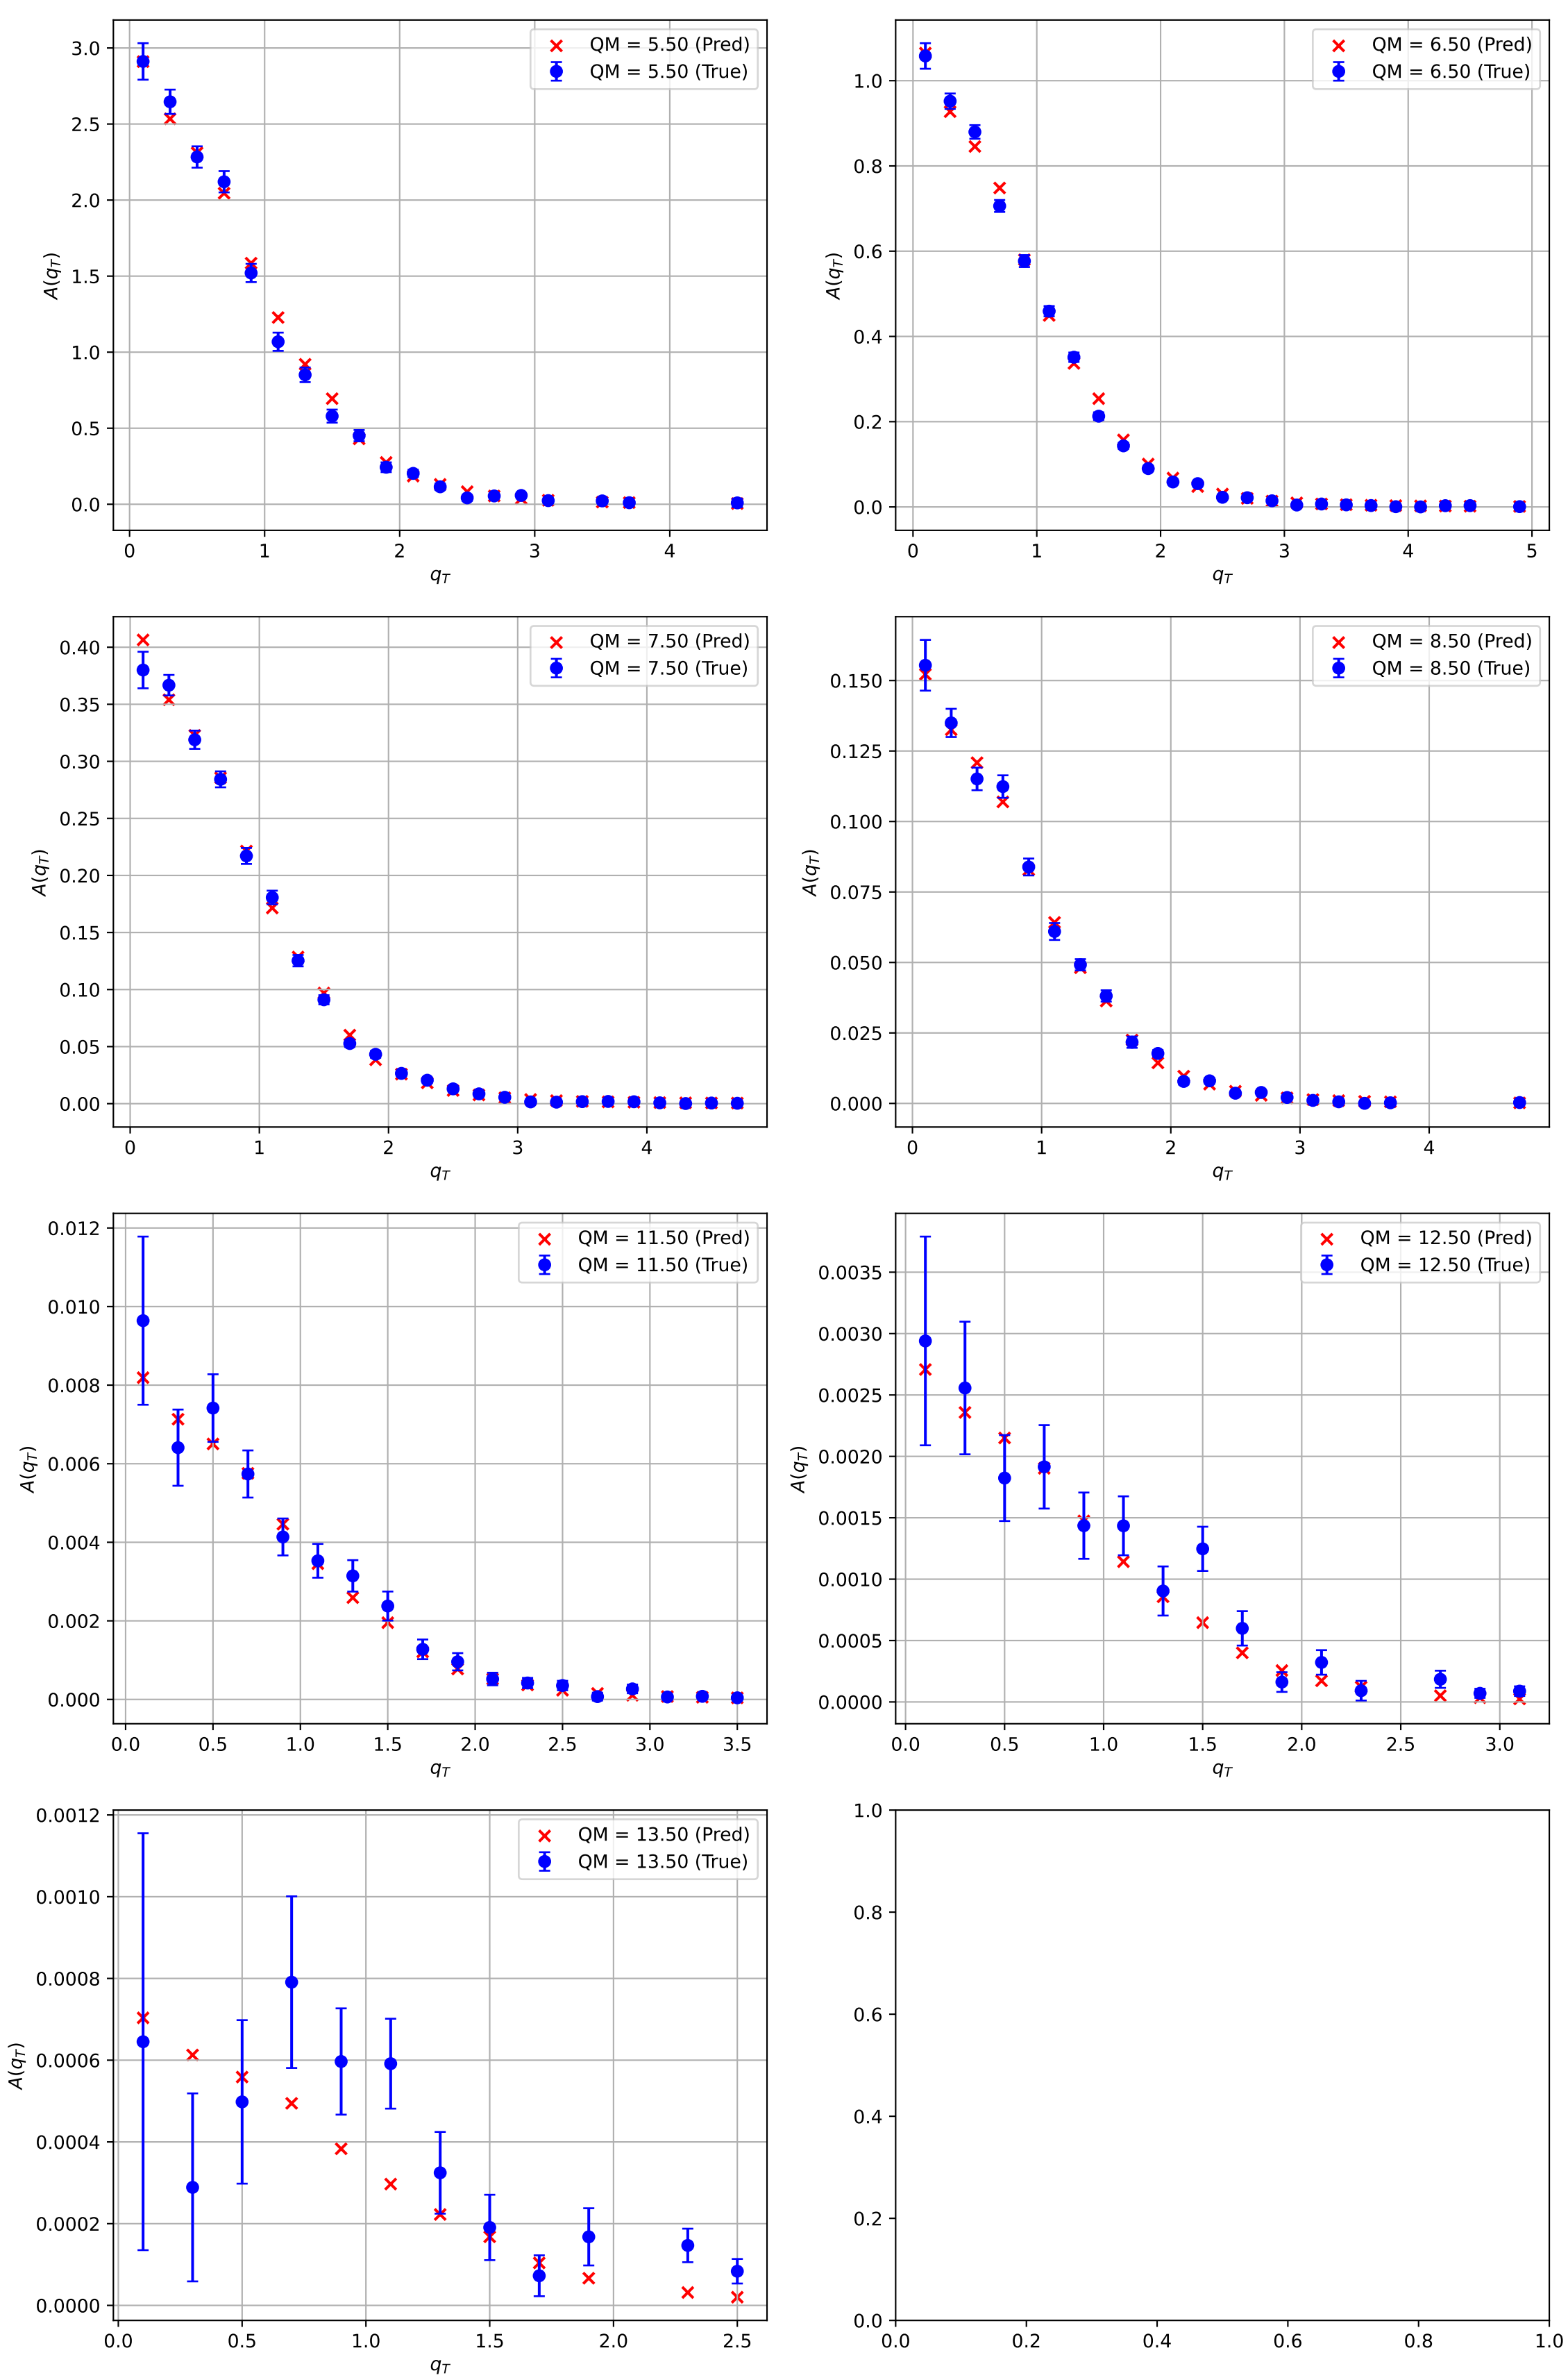 QM = 5.50 (Pred)
QM = 5.50 (True)
3.0
2.5
2.0
1.5
1.0
0.5
0.0
A(q_T)
0 1 2 3 4
q_T
QM = 6.50 (Pred)
QM = 6.50 (True)
1.0
0.8
0.6
0.4
0.2
0.0
A(q_T)
0 1 2 3 4 5
q_T
QM = 7.50 (Pred)
QM = 7.50 (True)
0.40
0.35
0.30
0.25
0.20
0.15
0.10
0.05
0.00
A(q_T)
0 1 2 3 4
q_T
QM = 8.50 (Pred)
QM = 8.50 (True)
0.150
0.125
0.100
0.075
0.050
0.025
0.000
A(q_T)
0 1 2 3 4
q_T
QM = 11.50 (Pred)
QM = 11.50 (True)
0.012
0.010
0.008
0.006
0.004
0.002
0.000
A(q_T)
0.0 0.5 1.0 1.5 2.0 2.5 3.0 3.5
q_T
QM = 12.50 (Pred)
QM = 12.50 (True)
0.0035
0.0030
0.0025
0.0020
0.0015
0.0010
0.0005
0.0000
A(q_T)
0.0 0.5 1.0 1.5 2.0 2.5 3.0
q_T
QM = 13.50 (Pred)
QM = 13.50 (True)
0.0012
0.0010
0.0008
0.0006
0.0004
0.0002
0.0000
A(q_T)
0.0 0.5 1.0 1.5 2.0 2.5
q_T
1.0
0.8
0.6
0.4
0.2
0.0
0.0 0.2 0.4 0.6 0.8 1.0